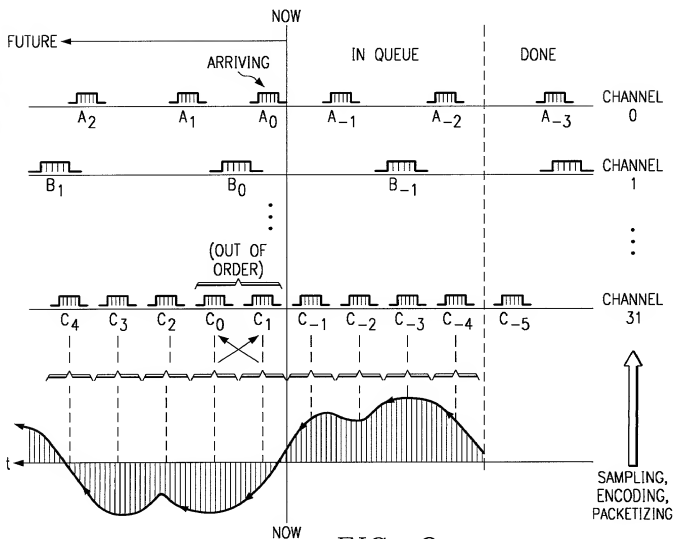 NOW
FUTURE
IN QUEUE
DONE
ARRIVING
A2 A1 A0 A-1 A-2 A-3
CHANNEL
0
B1 B0 B-1
CHANNEL
1
(OUT OF
ORDER)
C4 C3 C2 C0 C1 C-1 C-2 C-3 C-4 C-5
CHANNEL
31
t
SAMPLING,
ENCODING,
PACKETIZING
NOW